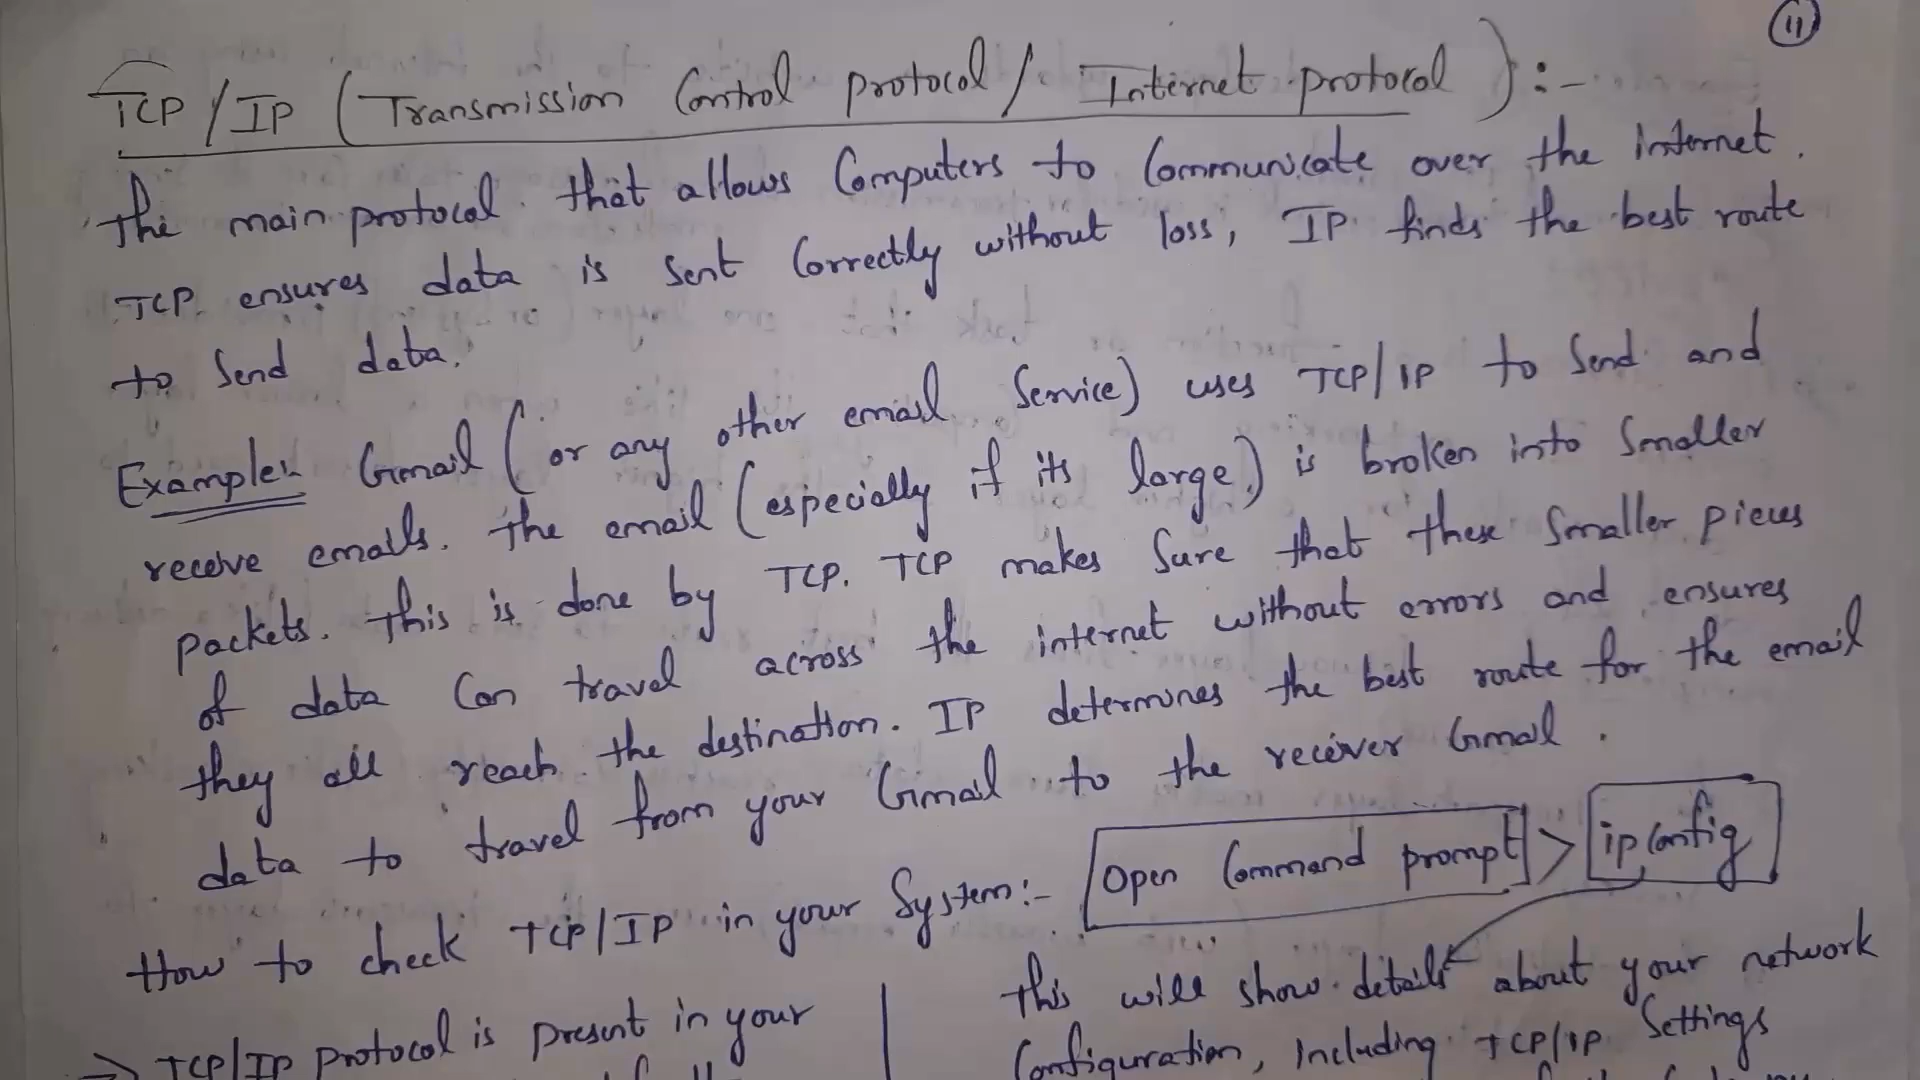 11
TCP/IP (Transmission Control protocol / Internet protocol) :-
The main protocol that allows Computers to Communicate over the internet.
TCP ensures data is sent Correctly without loss, IP finds the best route
to Send data.
Example:- Gmail (or any other email Service) uses TCP/IP to Send and
receive emails. The email (especially if its large) is broken into Smaller
packets. This is done by TCP. TCP makes Sure that these Smaller pieces
of data Can travel across the internet without errors and ensures
they all reach the destination. IP determines the best route for the email
data to travel from your Gmail to the receiver Gmail.
How to check TCP/IP in your System:- Open Command prompt > ipconfig
This will show details about your network
→ TCP/IP protocol is present in your
Configuration, including TCP/IP Settings